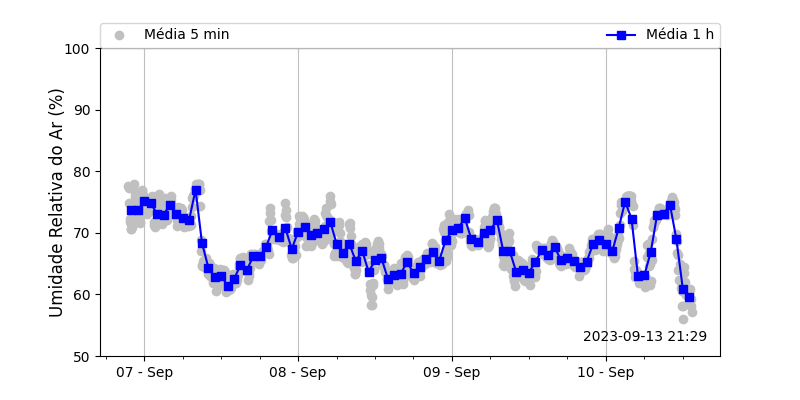 Média 5 min
Média 1 h
Umidade Relativa do Ar (%)
100
90
80
70
60
50
2023-09-13 21:29
07 - Sep
08 - Sep
09 - Sep
10 - Sep